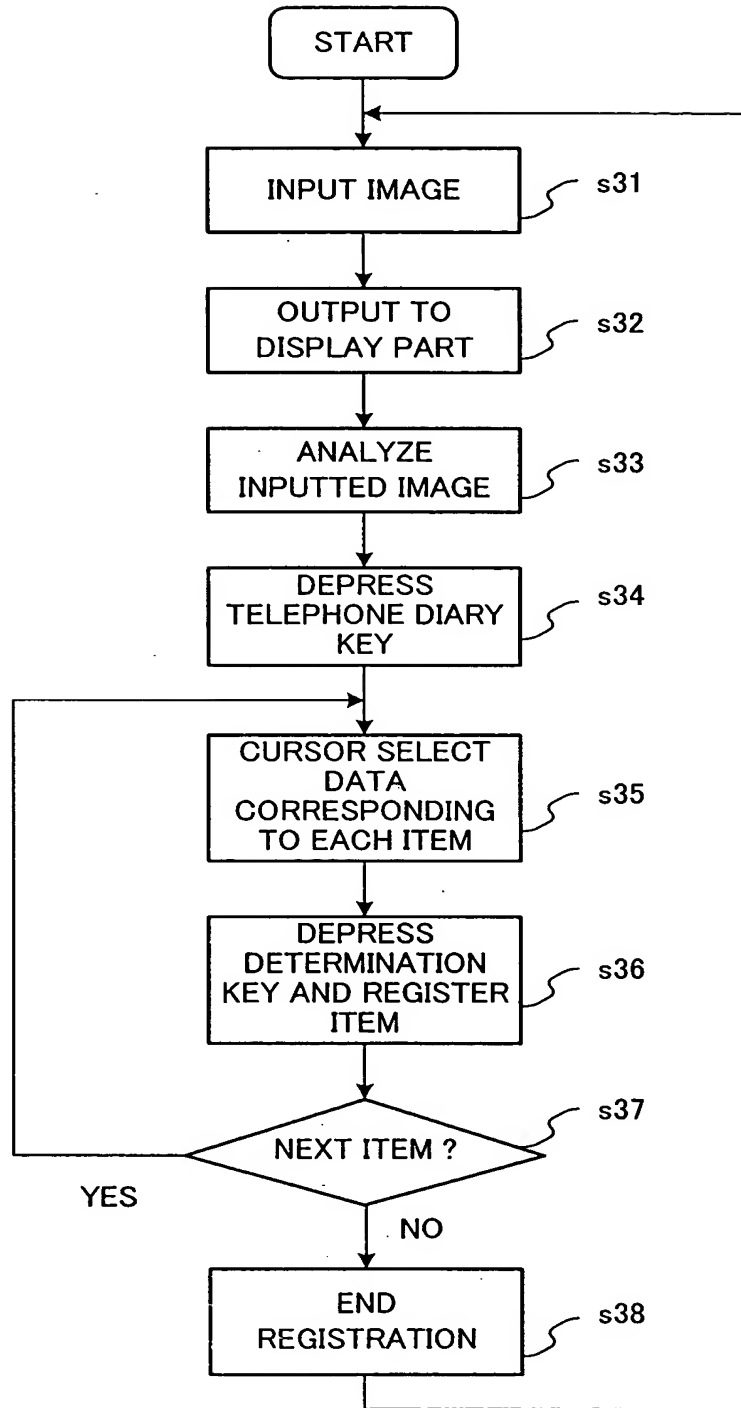 START
INPUT IMAGE
s31
OUTPUT TO
DISPLAY PART
s32
ANALYZE
INPUTTED IMAGE
s33
DEPRESS
TELEPHONE DIARY
KEY
s34
CURSOR SELECT
DATA
CORRESPONDING
TO EACH ITEM
s35
DEPRESS
DETERMINATION
KEY AND REGISTER
ITEM
s36
NEXT ITEM ?
s37
YES
NO
END
REGISTRATION
s38